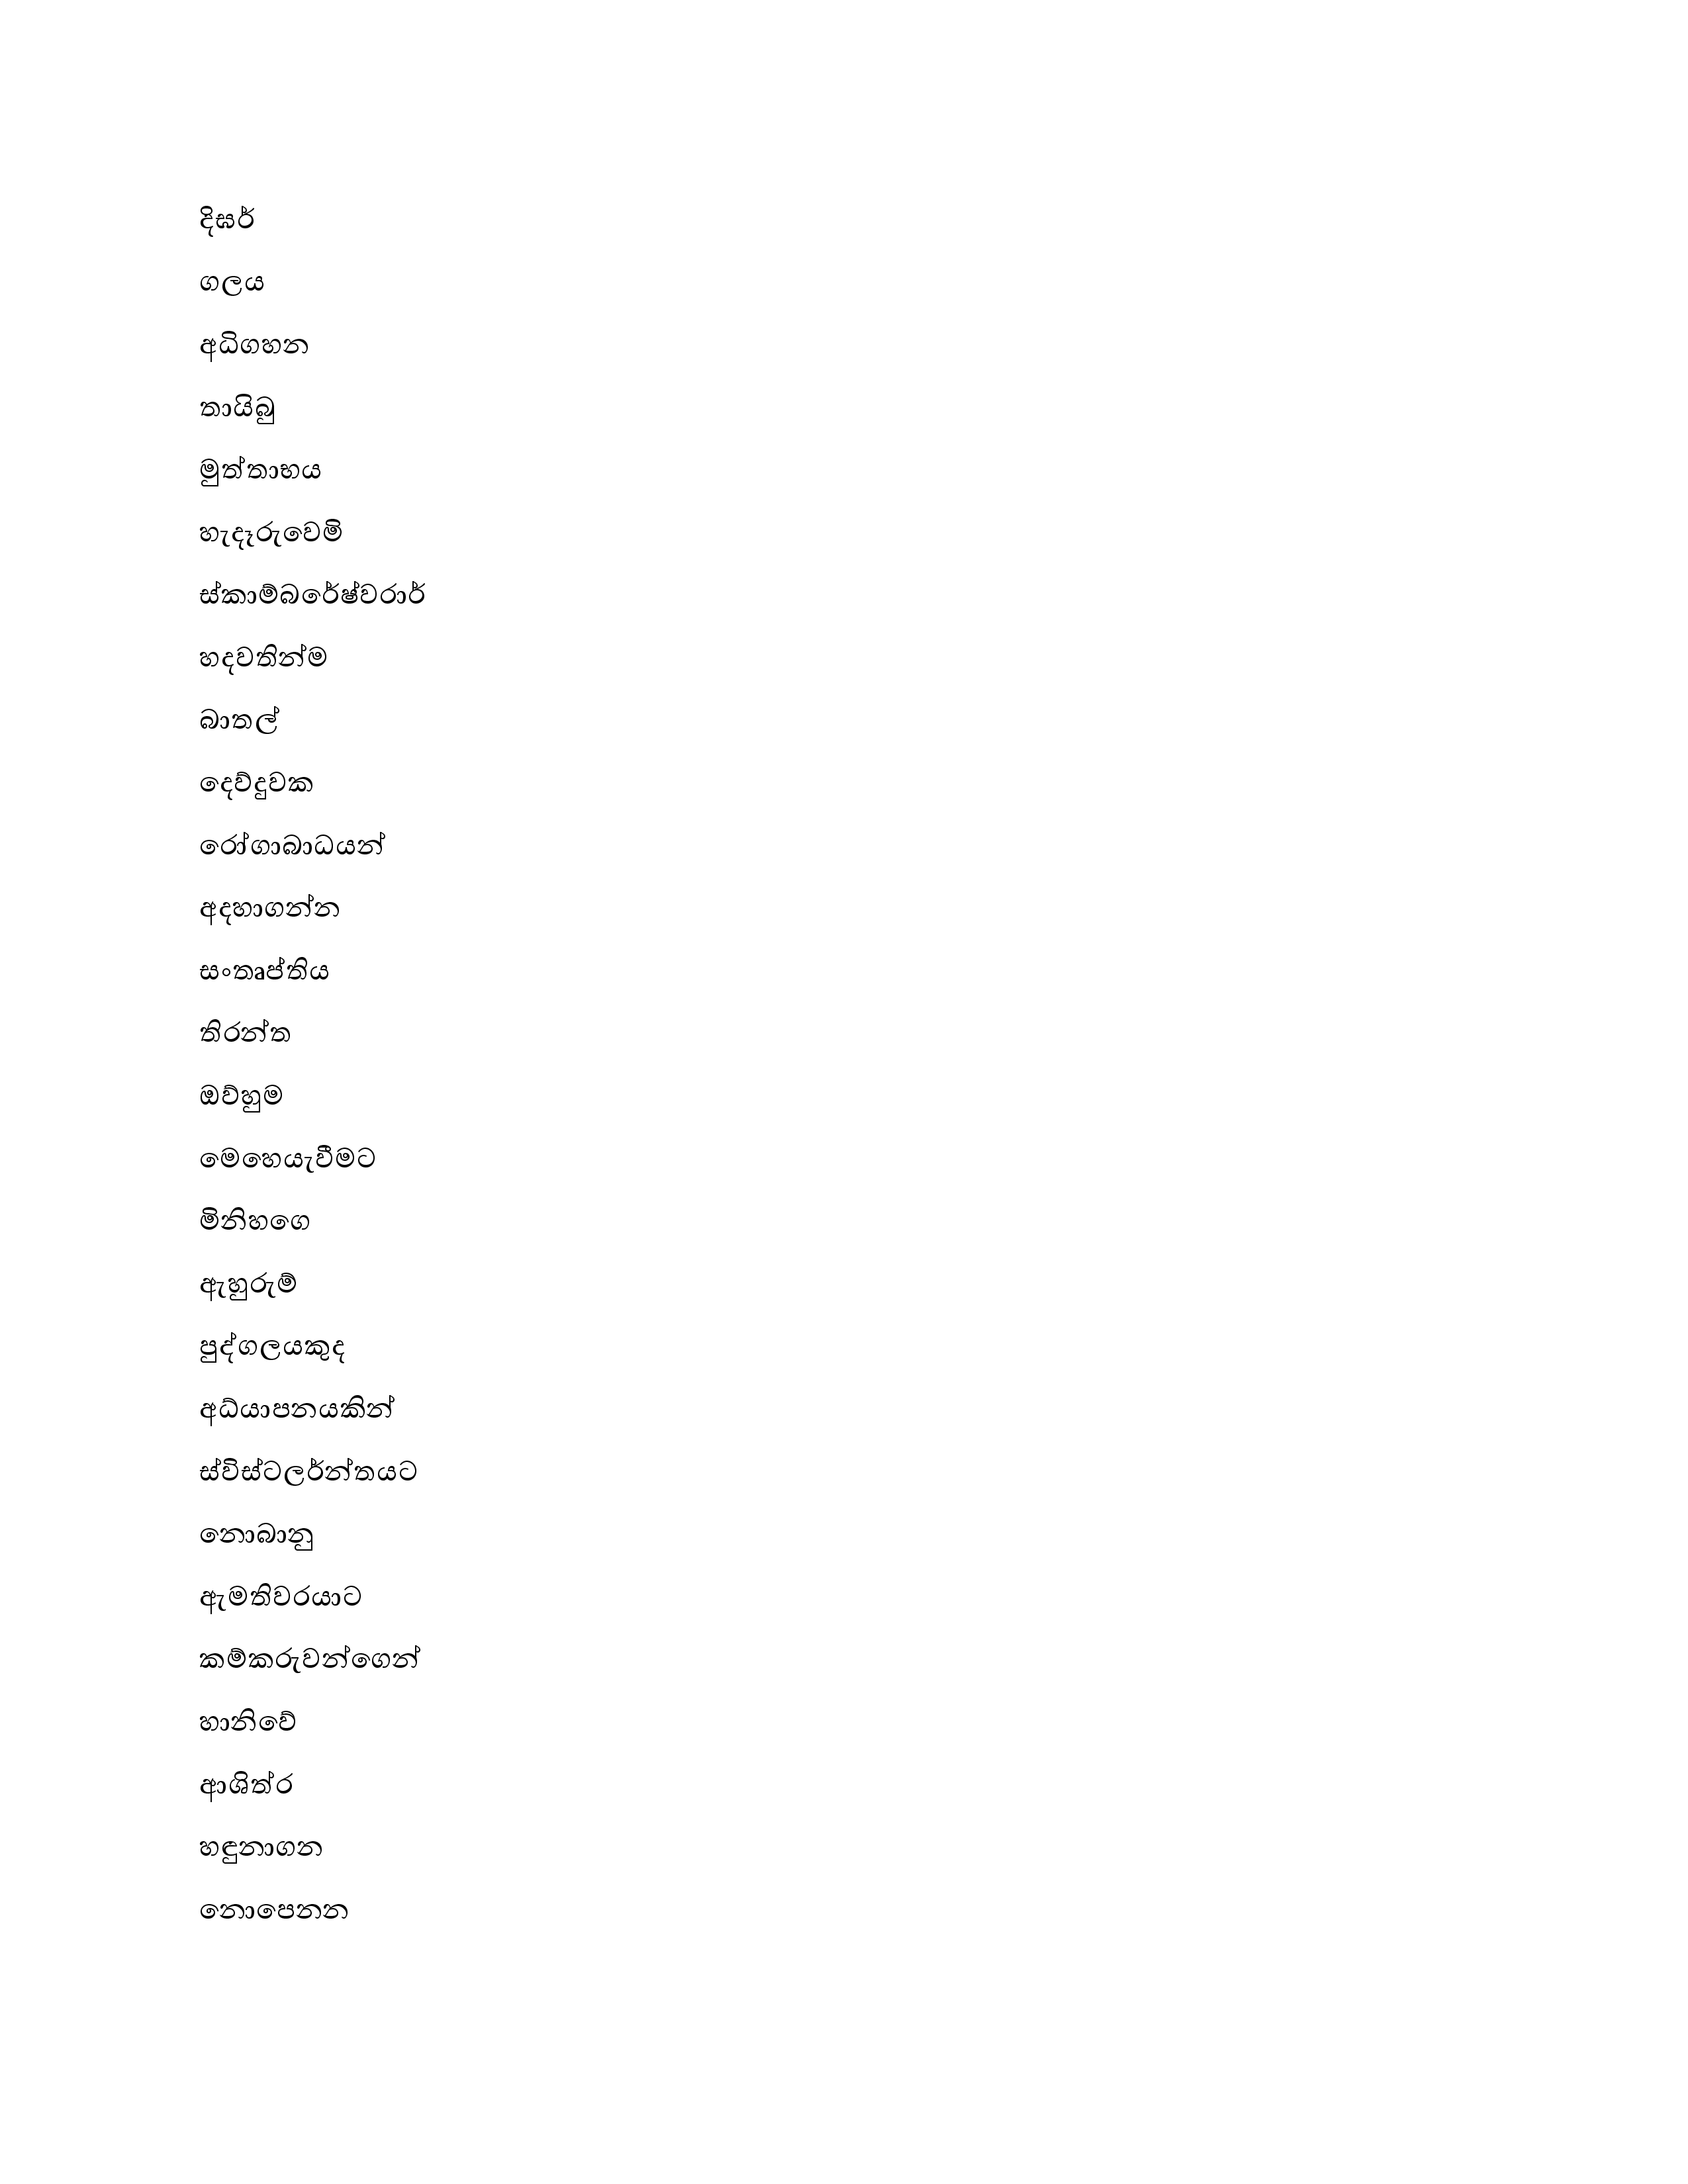 දිඝර්
ගලය
අධිගහන
තායිබු
මුත්තාභය
හැදෑරුවෙමි
ස්කාම්බරේෂ්වරාර්
හදවතින්ම
බාතල්
දෙව්දුවක
රෝගාබාධයන්
අදහාගන්න
සංතෘප්තිය
තිරන්ත
ඔව්හුම
මෙහෙයැවීමට
මිනිහගෙ
ඇහුරුම්
පුද්ගලයකුද
අධ්යාපනයකින්
ස්විස්ටලර්න්තයට
නොබානු
ඇමතිවරයාට
කම්කරුවන්ගෙන්
හානිවේ
ආශිත්ර
හඳුනාගන
නොපෙනන